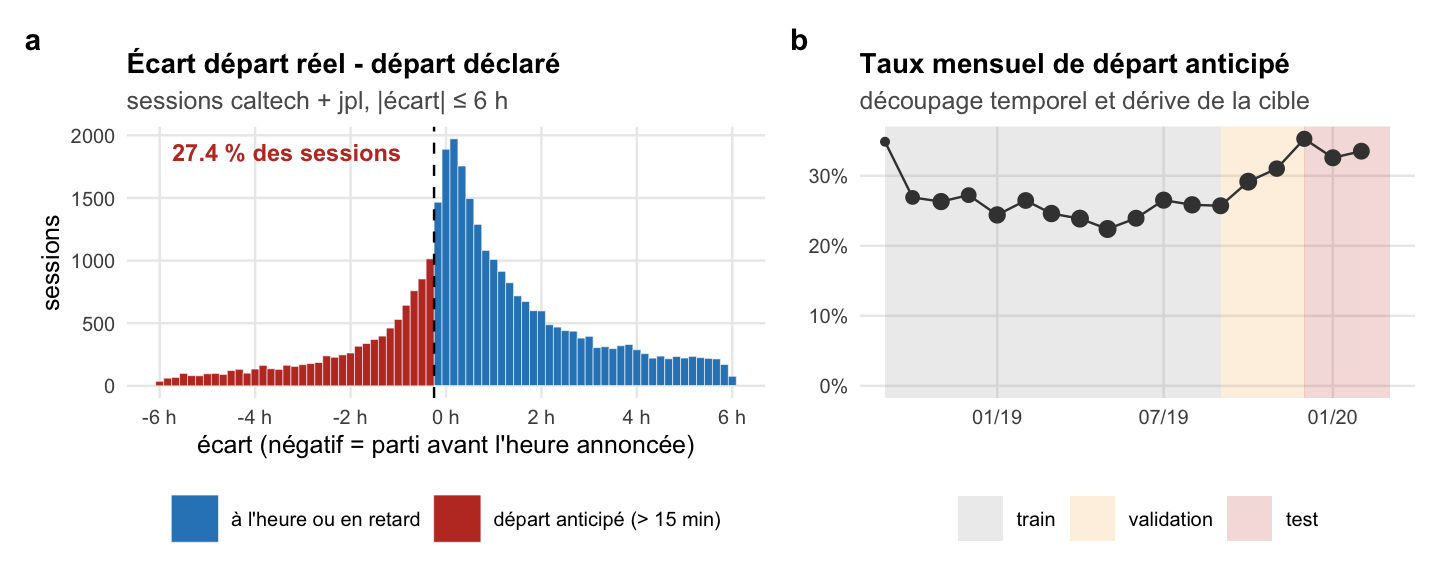 a
Écart départ réel - départ déclaré
sessions caltech + jpl, |écart| ≤ 6 h
27.4 % des sessions
sessions
2000
1500
1000
500
0
-6 h -4 h -2 h 0 h 2 h 4 h 6 h
écart (négatif = parti avant l'heure annoncée)
à l'heure ou en retard départ anticipé (> 15 min)
b
Taux mensuel de départ anticipé
découpage temporel et dérive de la cible
30%
20%
10%
0%
01/19 07/19 01/20
train validation test